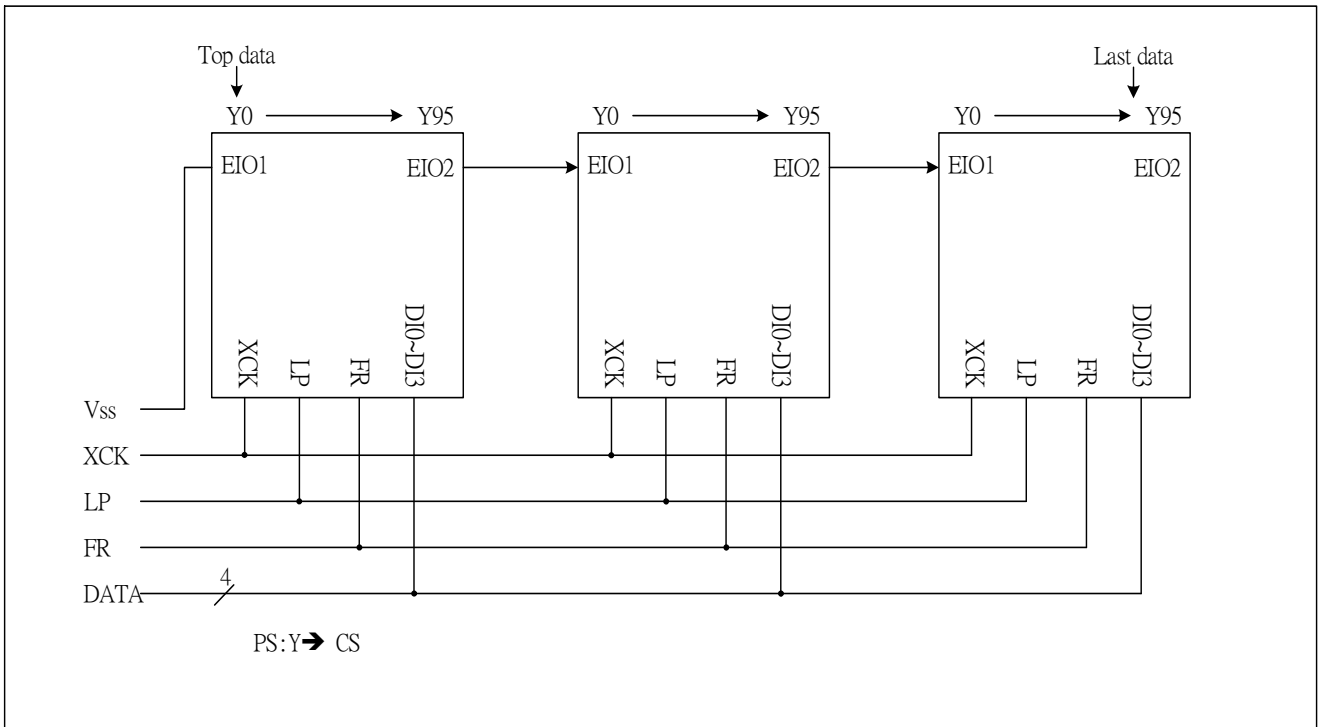 Top data
Last data
Y0 Y95 Y0 Y95 Y0 Y95
EIO1 EIO2 EIO1 EIO2 EIO1 EIO2
XCK LP FR DI0~DI3 XCK LP FR DI0~DI3 XCK LP FR DI0~DI3
Vss
XCK
LP
FR
DATA 4
PS:Y➔ CS